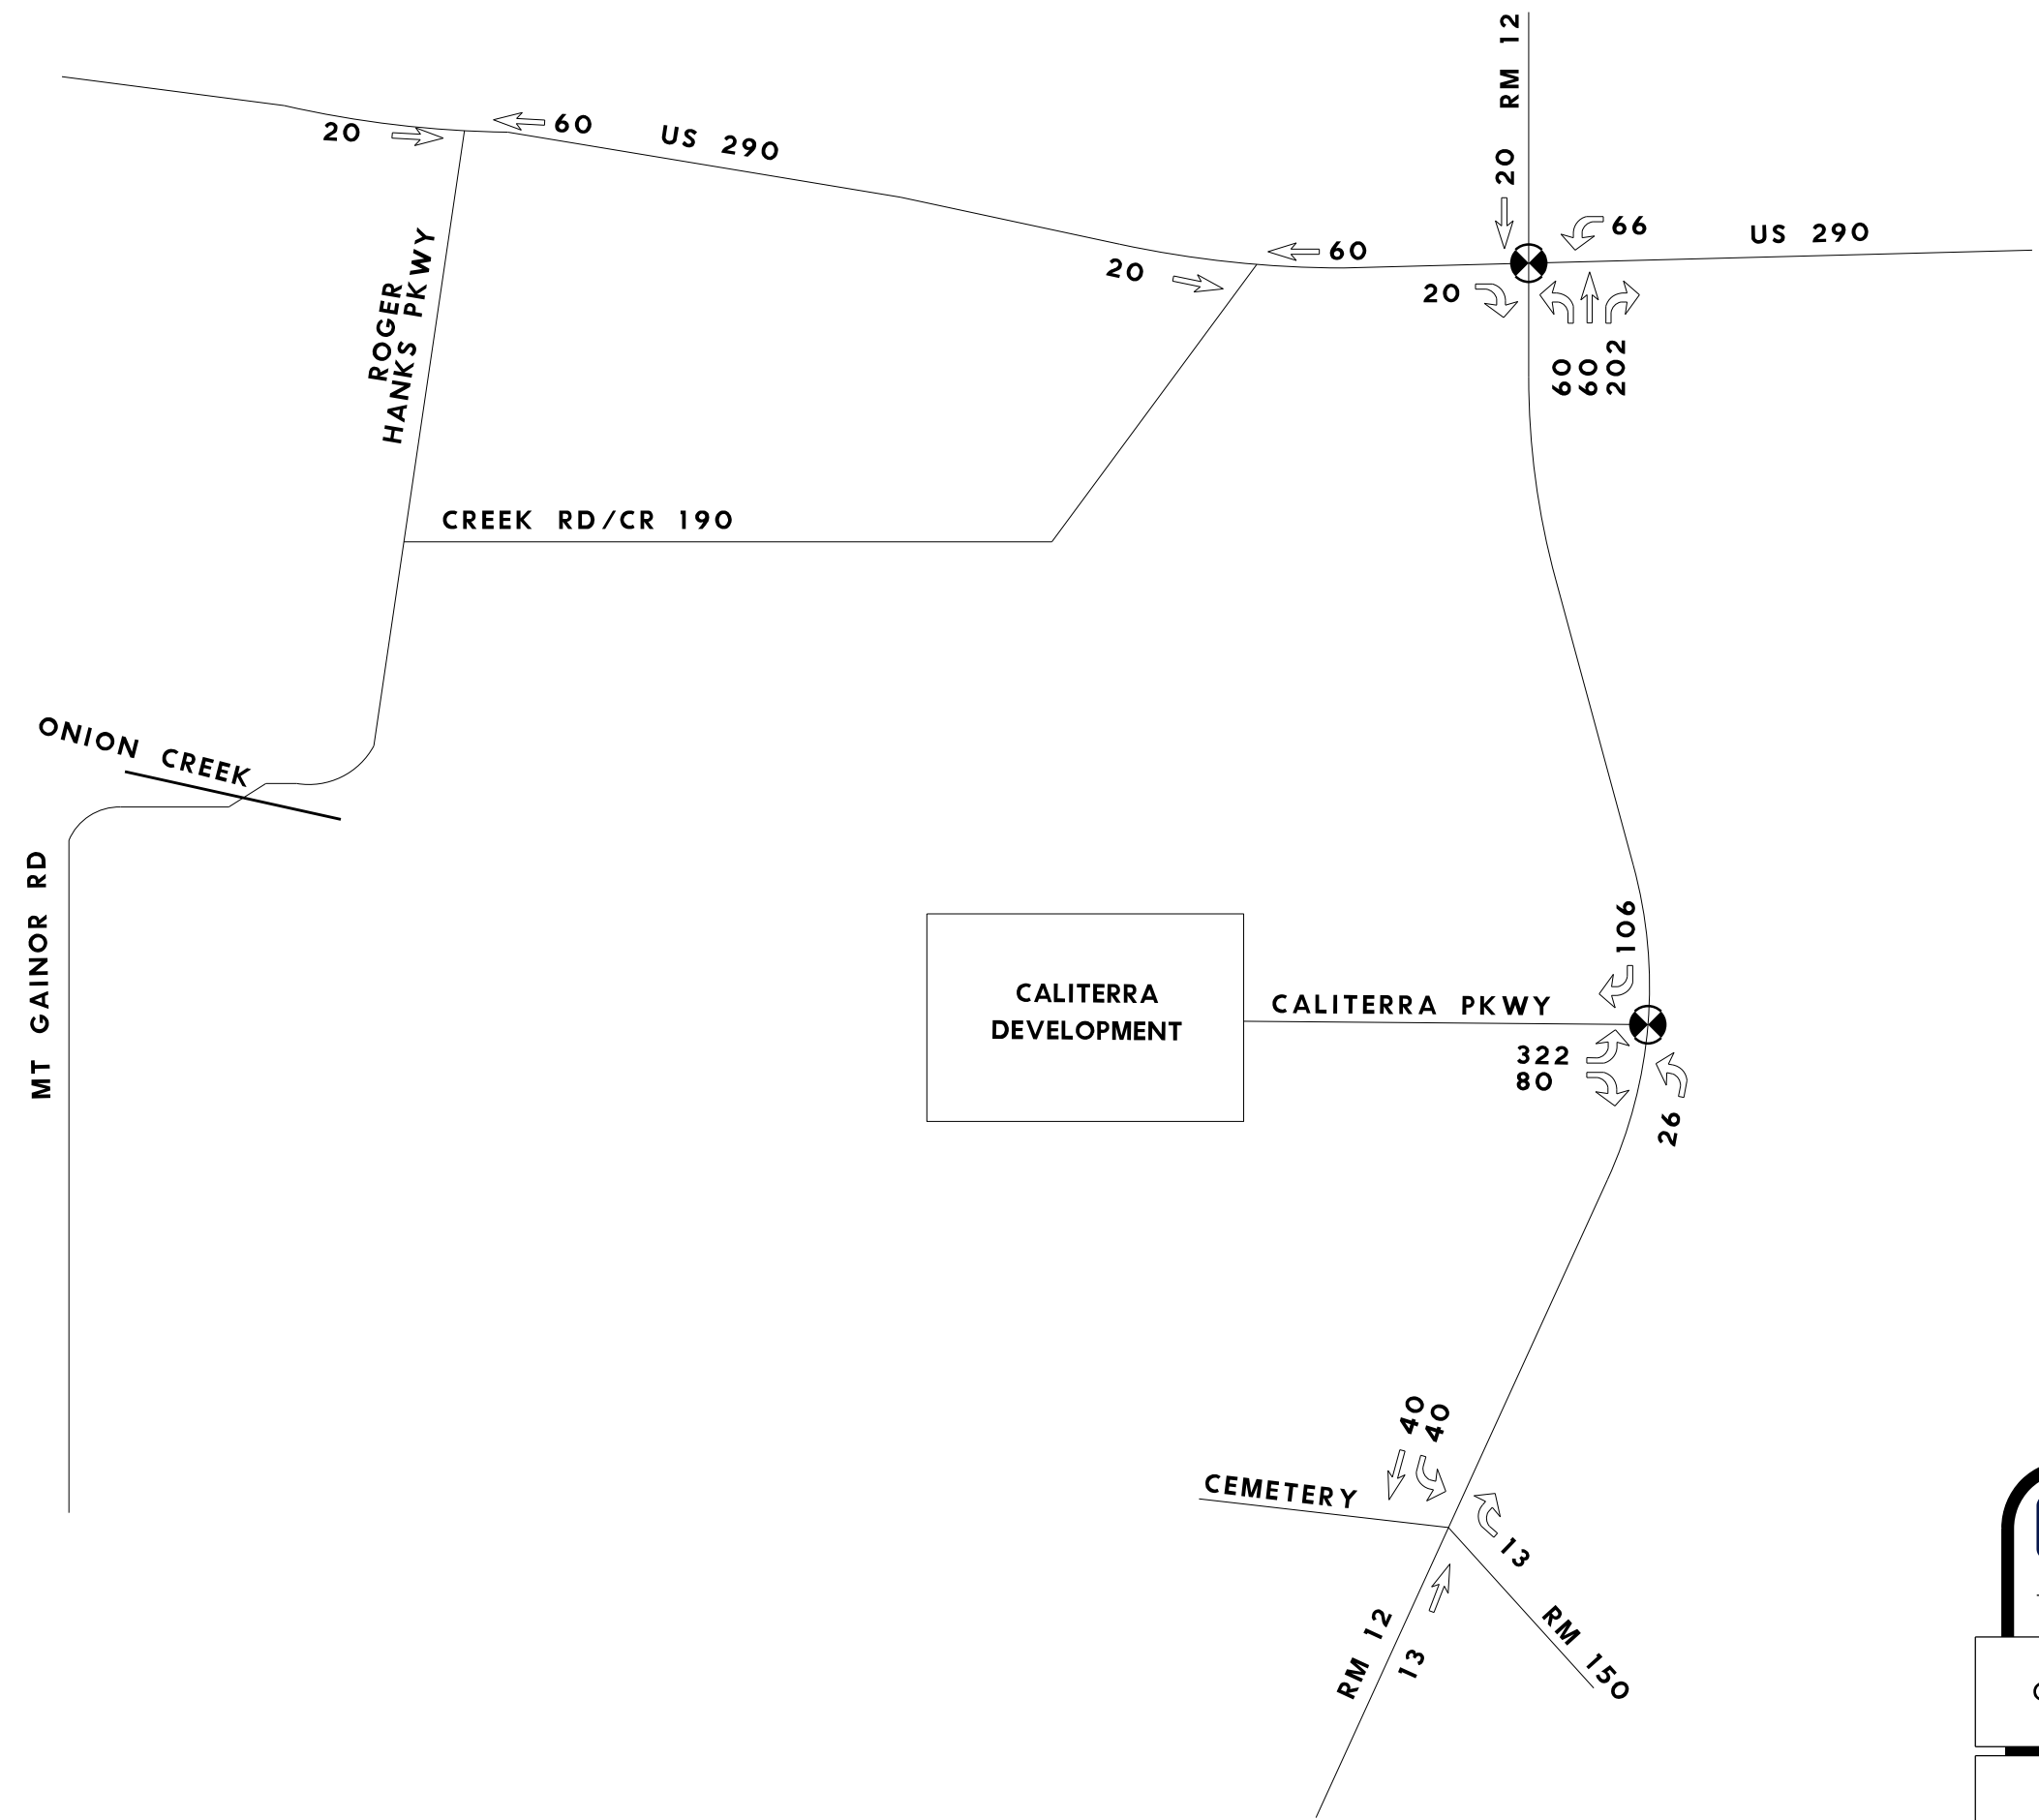 RM 12
20
60
US 290
20
66
US 290
60
20
20
60
60
202
ROGER
HANKS PKWY
CREEK RD/CR 190
ONION CREEK
MT GAINOR RD
106
CALITERRA
DEVELOPMENT
CALITERRA PKWY
322
80
26
40
40
CEMETERY
13
RM 12
13
RM 150